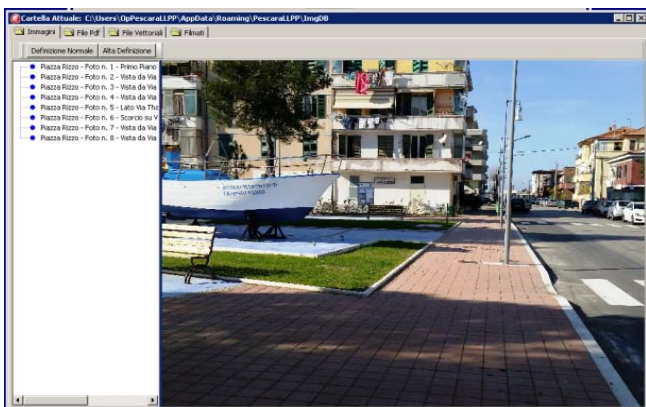 Cartella Attuale: C:\Users\OpPescaraLPP\AppData\Roaming\PescaraLPP\ImgDB
Immagini File Pdf File Vettoriali Filmati
Definizione Normale Alta Definizione
Piazza Rizzo - Foto n. 1 - Primo Piano
Piazza Rizzo - Foto n. 2 - Vista da Via
Piazza Rizzo - Foto n. 3 - Vista da Via
Piazza Rizzo - Foto n. 4 - Vista da Via
Piazza Rizzo - Foto n. 5 - Lato Via Tha
Piazza Rizzo - Foto n. 6 - Scorcio su V
Piazza Rizzo - Foto n. 7 - Vista da Via
Piazza Rizzo - Foto n. 8 - Vista da Via